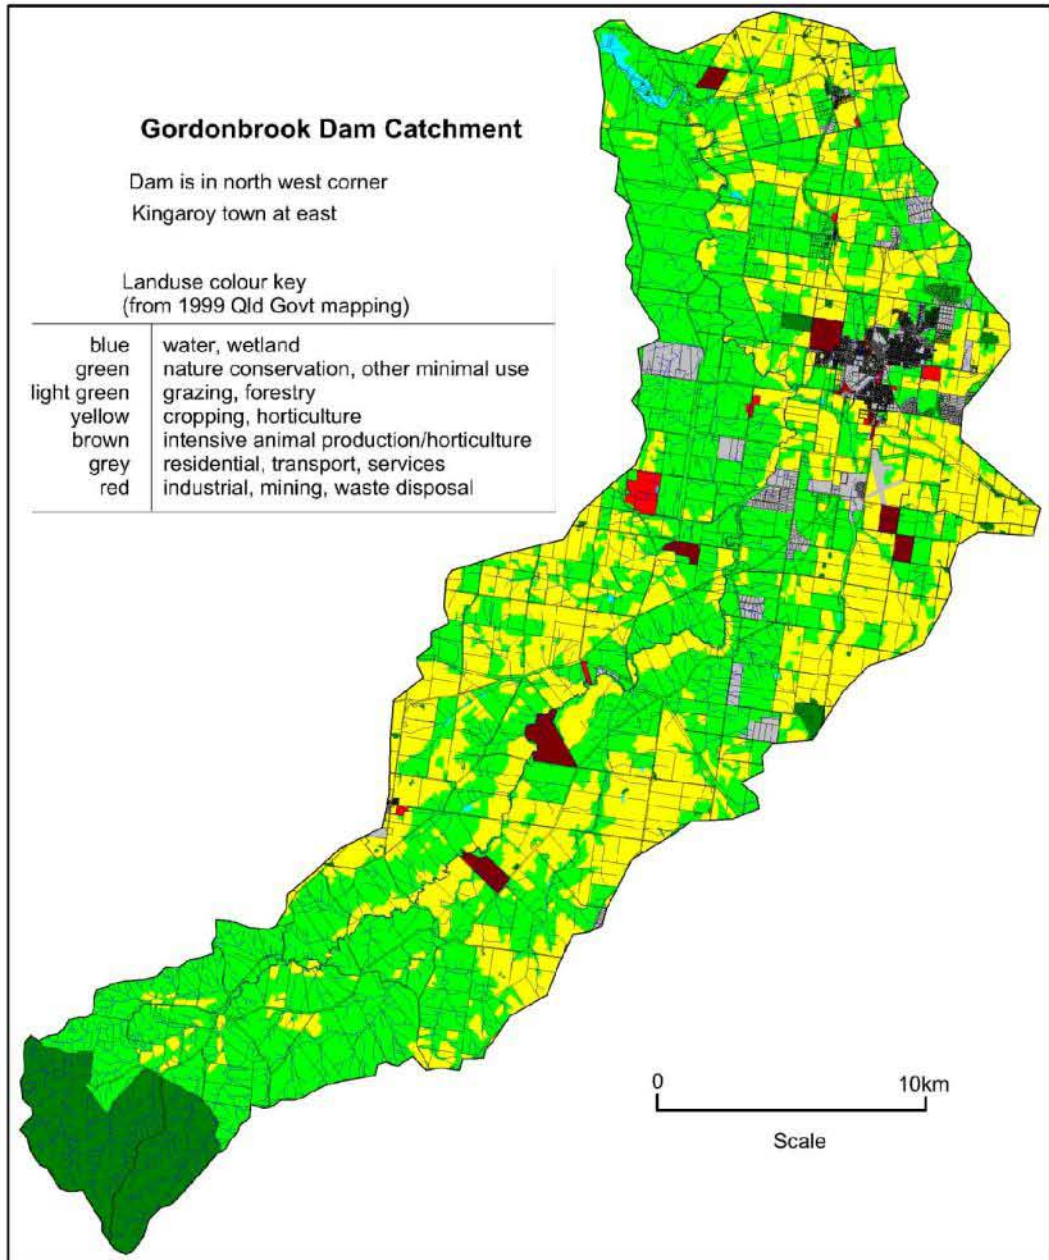 Gordonbrook Dam Catchment
Dam is in north west corner
Kingaroy town at east
Landuse colour key
(from 1999 Qld Govt mapping)
blue water, wetland
green nature conservation, other minimal use
light green grazing, forestry
yellow cropping, horticulture
brown intensive animal production/horticulture
grey residential, transport, services
red industrial, mining, waste disposal
0 10km
Scale